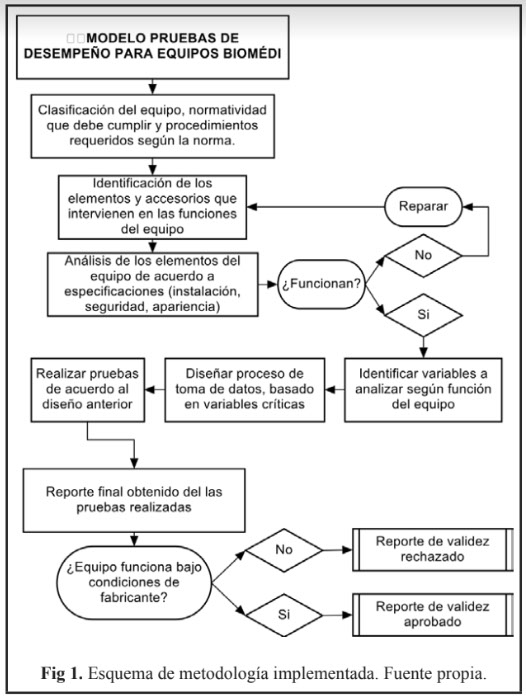 MODELO PRUEBAS DE
DESEMPEÑO PARA EQUIPOS BIOMÉDI
Clasificación del equipo, normatividad
que debe cumplir y procedimientos
requeridos según la norma.
Identificación de los
elementos y accesorios que
intervienen en las funciones
del equipo
Reparar
Análisis de los elementos del
equipo de acuerdo a
especificaciones (instalación,
seguridad, apariencia)
¿Funcionan?
No
Si
Identificar variables a
analizar según función
del equipo
Diseñar proceso de
toma de datos, basado
en variables críticas
Realizar pruebas
de acuerdo al
diseño anterior
Reporte final obtenido del las
pruebas realizadas
¿Equipo funciona bajo
condiciones de
fabricante?
No
Reporte de validez
rechazado
Si
Reporte de validez
aprobado
Fig 1. Esquema de metodología implementada. Fuente propia.